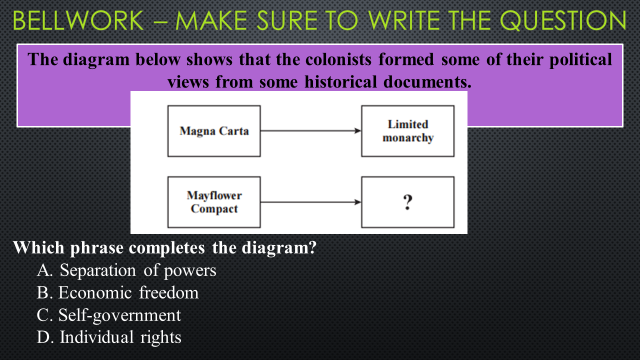 BELLWORK – MAKE SURE TO WRITE THE QUESTION
The diagram below shows that the colonists formed some of their political
views from some historical documents.
Magna Carta
Limited
monarchy
Mayflower
Compact
?
Which phrase completes the diagram?
A. Separation of powers
B. Economic freedom
C. Self-government
D. Individual rights